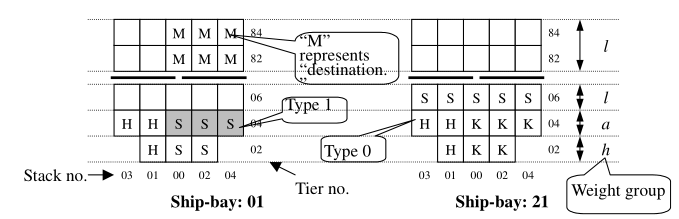 M M M 84
M M M 82
"M"
represents
"destination.
"
06
Type 1
H H S S S 04
H S S 02
Stack no. 03 01 00 02 04
Tier no.
Ship-bay: 01
84
82
l
S S S S S 06 l
H H K K K 04 a
Type 0
H K K 02 h
03 01 00 02 04
Weight group
Ship-bay: 21